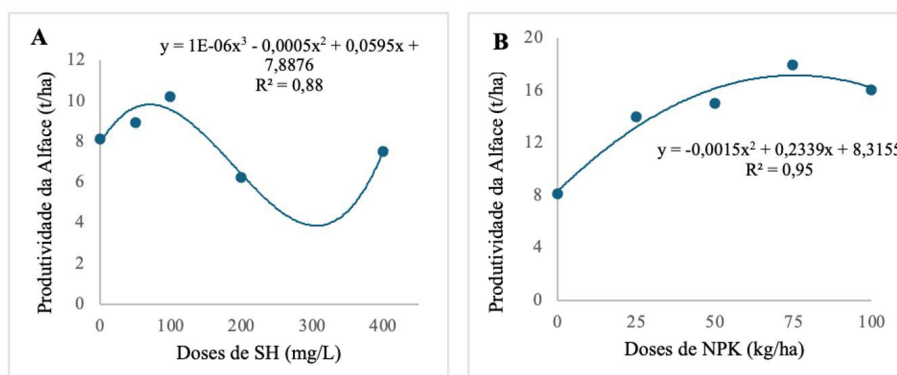 A
y = 1E-06x³ - 0,0005x² + 0,0595x +
7,8876
R² = 0,88
Produtividade da Alface (t/ha)
12
10
8
6
4
2
0
0 100 200 300 400
Doses de SH (mg/L)
B
y = -0,0015x² + 0,2339x + 8,3155
R² = 0,95
Produtividade da Alface (t/ha)
20
16
12
8
4
0
0 25 50 75 100
Doses de NPK (kg/ha)